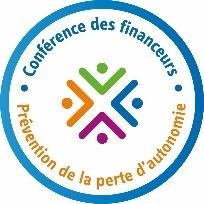 Conférence des financeurs
Prévention de la perte d'autonomie